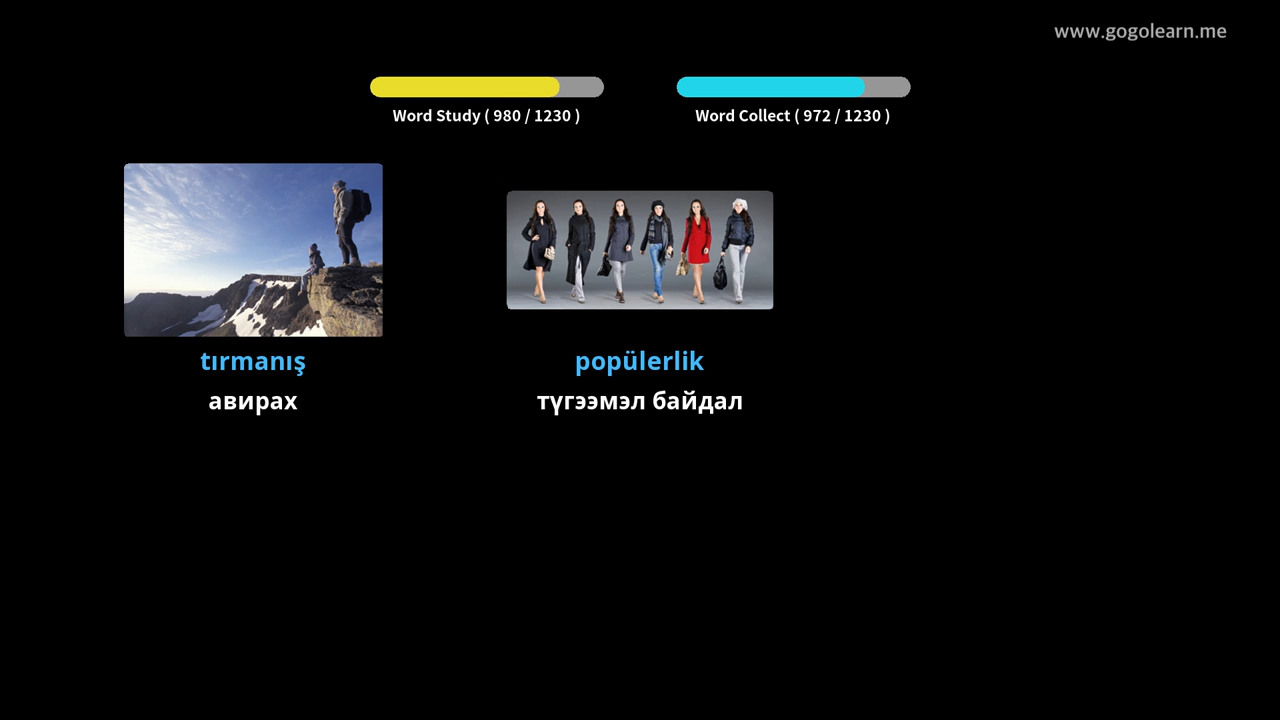 www.gogolearn.me
Word Study ( 980 / 1230 )
Word Collect ( 972 / 1230 )
tırmanış
авирах
popülerlik
түгээмэл байдал